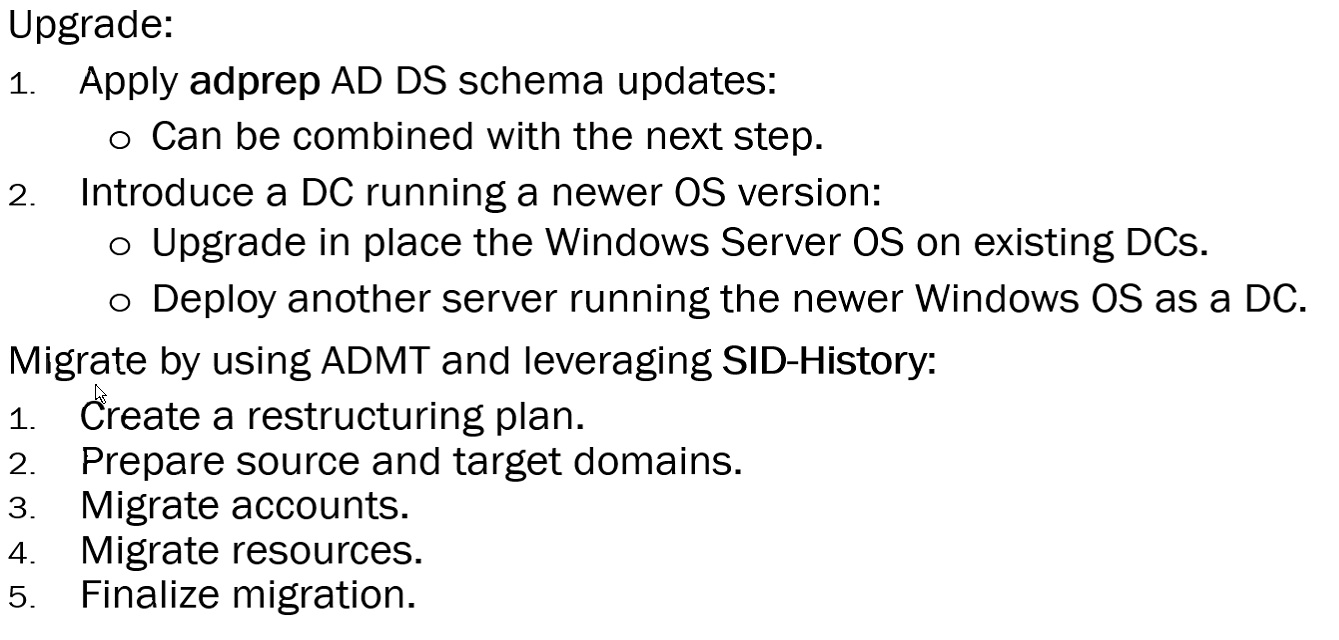 Upgrade:
1. Apply adprep AD DS schema updates:
o Can be combined with the next step.
2. Introduce a DC running a newer OS version:
o Upgrade in place the Windows Server OS on existing DCs.
o Deploy another server running the newer Windows OS as a DC.
Migrate by using ADMT and leveraging SID-History:
1. Create a restructuring plan.
2. Prepare source and target domains.
3. Migrate accounts.
4. Migrate resources.
5. Finalize migration.